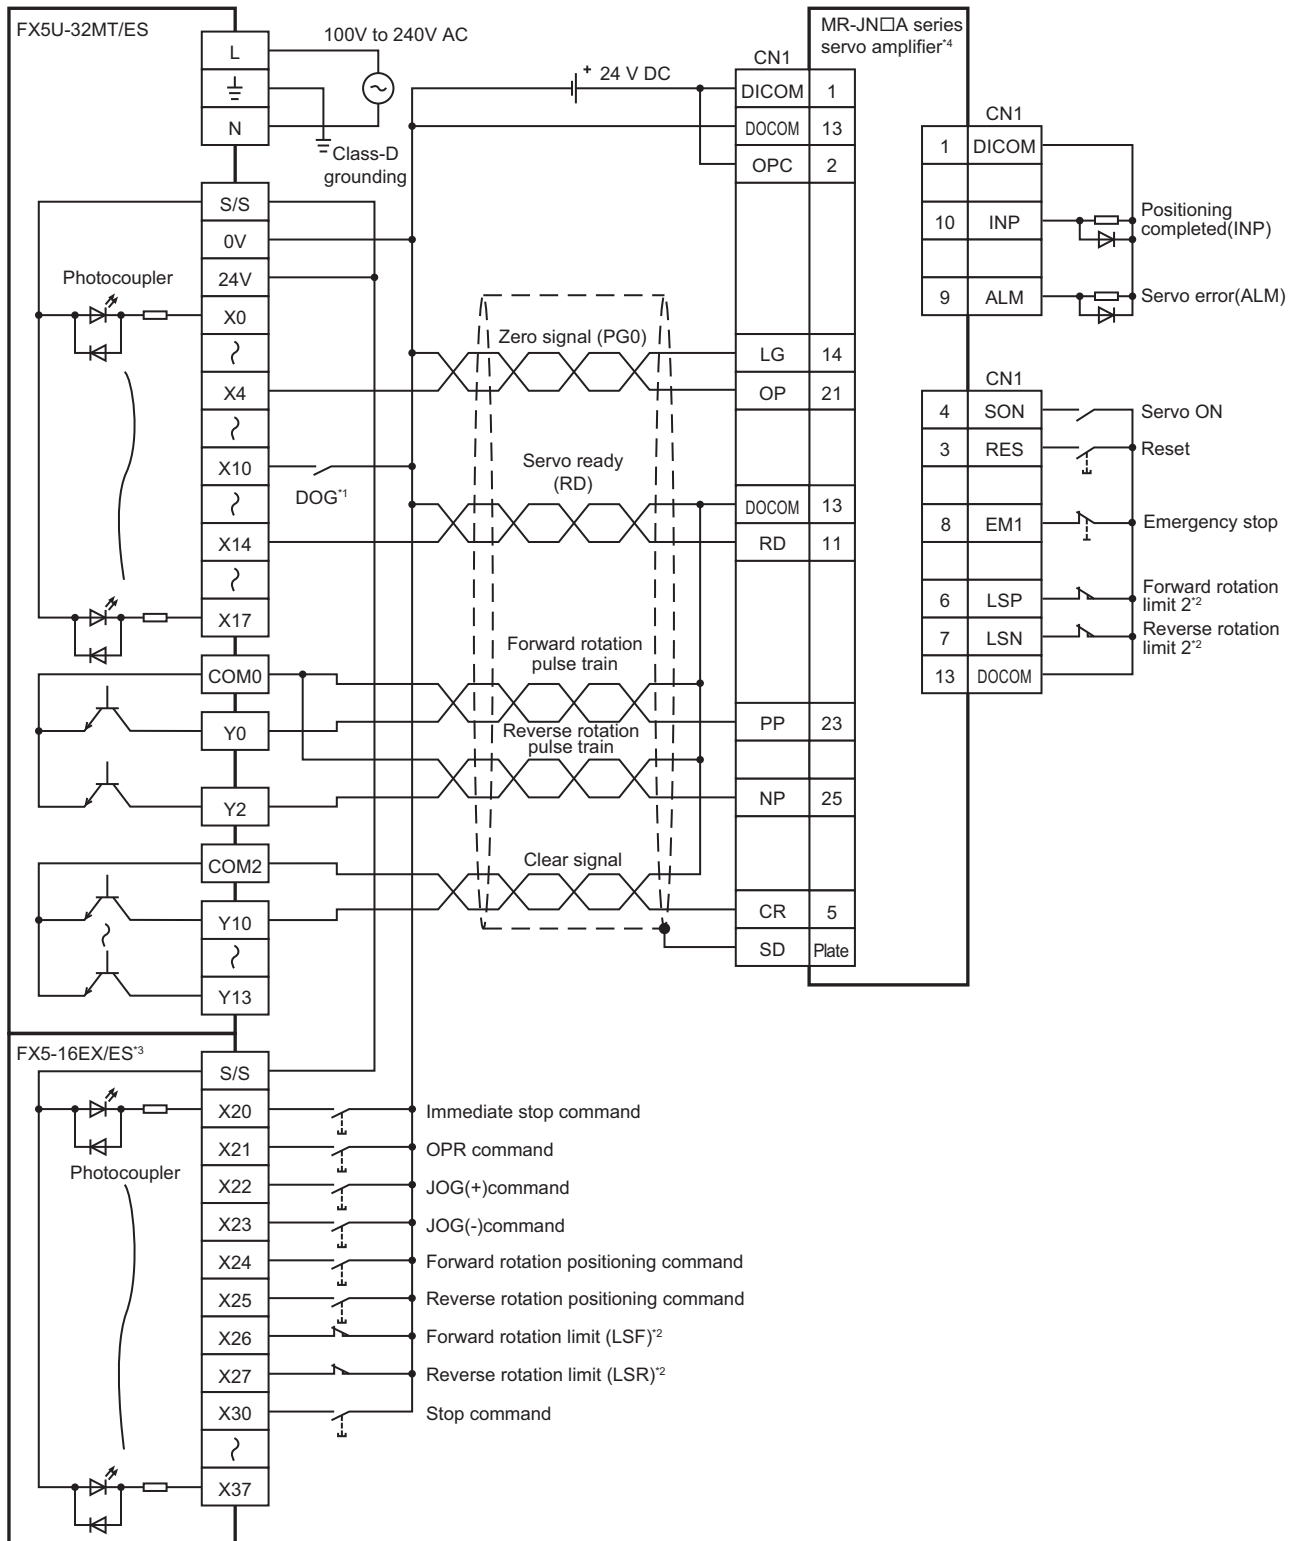 FX5U-32MT/ES
L
N
100V to 240V AC
Class-D
grounding
+ 24 V DC
MR-JN□A series
servo amplifier*4
CN1
DICOM 1
DOCOM 13
OPC 2
LG 14
OP 21
DOCOM 13
RD 11
PP 23
NP 25
CR 5
SD Plate
CN1
1 DICOM
10 INP
9 ALM
Positioning
completed(INP)
Servo error(ALM)
CN1
4 SON
3 RES
8 EM1
6 LSP
7 LSN
13 DOCOM
Servo ON
Reset
Emergency stop
Forward rotation
limit 2*2
Reverse rotation
limit 2*2
S/S
0V
24V
X0
X4
X10
X14
X17
COM0
Y0
Y2
COM2
Y10
Y13
Photocoupler
DOG*1
Zero signal (PG0)
Servo ready
(RD)
Forward rotation
pulse train
Reverse rotation
pulse train
Clear signal
FX5-16EX/ES*3
Photocoupler
S/S
X20 Immediate stop command
X21 OPR command
X22 JOG(+)command
X23 JOG(-)command
X24 Forward rotation positioning command
X25 Reverse rotation positioning command
X26 Forward rotation limit (LSF)*2
X27 Reverse rotation limit (LSR)*2
X30 Stop command
X37